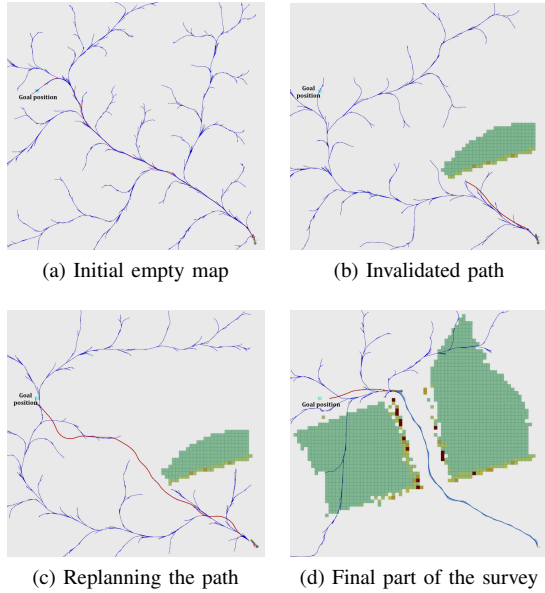 Goal position
Goal
position
(a) Initial empty map
(b) Invalidated path
Goal
position
Goal position
(c) Replanning the path
(d) Final part of the survey